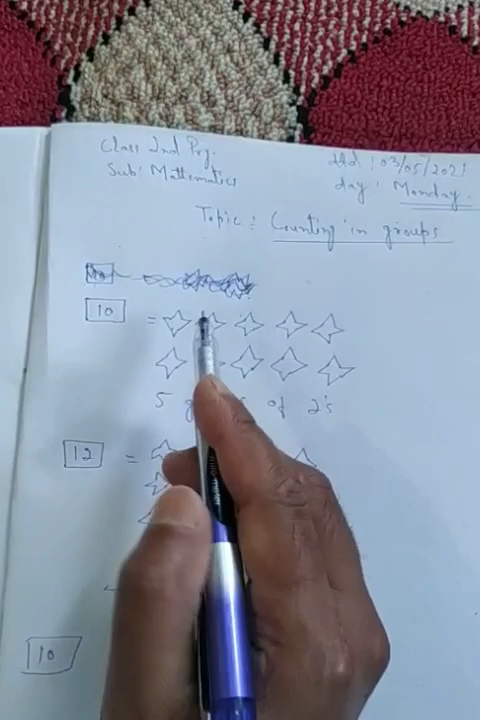 Class 2nd Pry.
Sub: Mathematics
dtd : 03/05/2021
day : Monday.
Topic : Counting in groups
10 =
5 of 2's
12 =
10